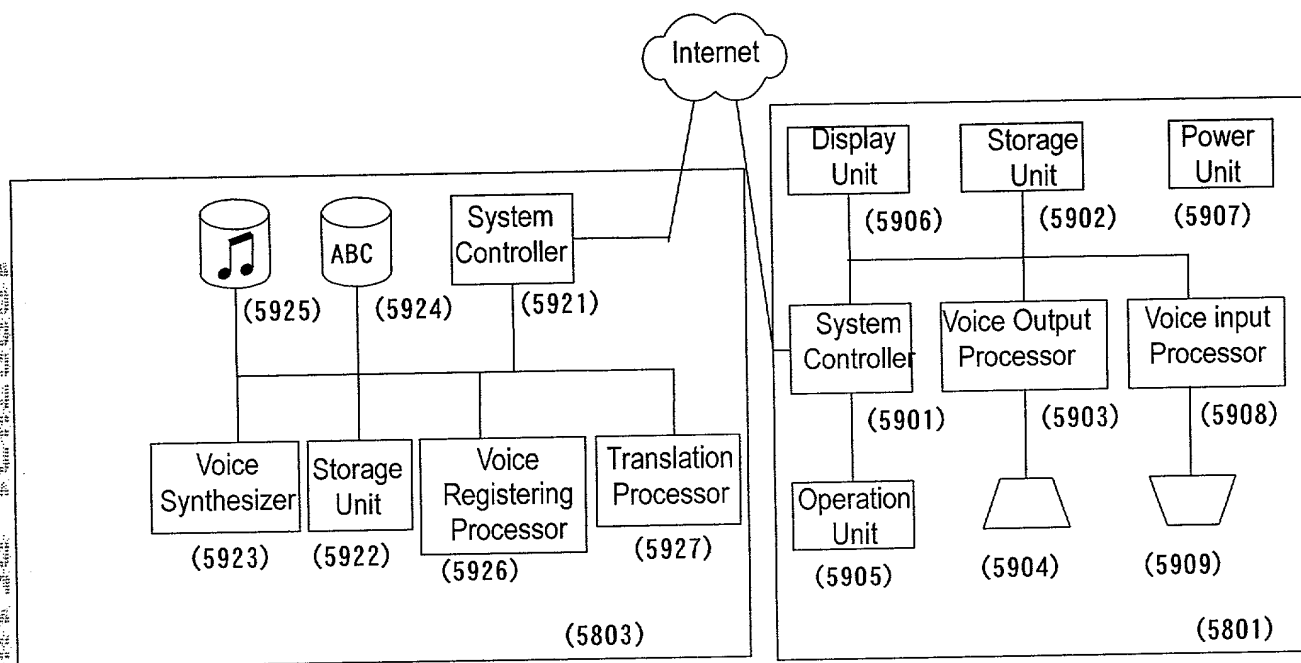 Internet
System
Controller
(5921)
ABC
(5924)
(5925)
Voice
Synthesizer
(5923)
Storage
Unit
(5922)
Voice
Registering
Processor
(5926)
Translation
Processor
(5927)
(5803)
Display
Unit
(5906)
Storage
Unit
(5902)
Power
Unit
(5907)
System
Controller
(5901)
Voice Output
Processor
(5903)
Voice input
Processor
(5908)
Operation
Unit
(5905)
(5904)
(5909)
(5801)